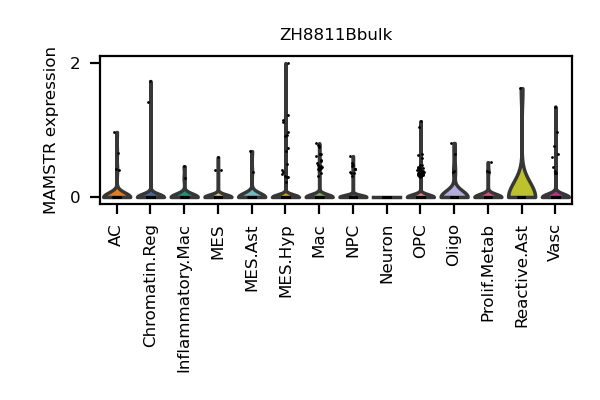 ZH8811Bbulk
MAMSTR expression
2
0
AC
Chromatin.Reg
Inflammatory.Mac
MES
MES.Ast
MES.Hyp
Mac
NPC
Neuron
OPC
Oligo
Prolif.Metab
Reactive.Ast
Vasc